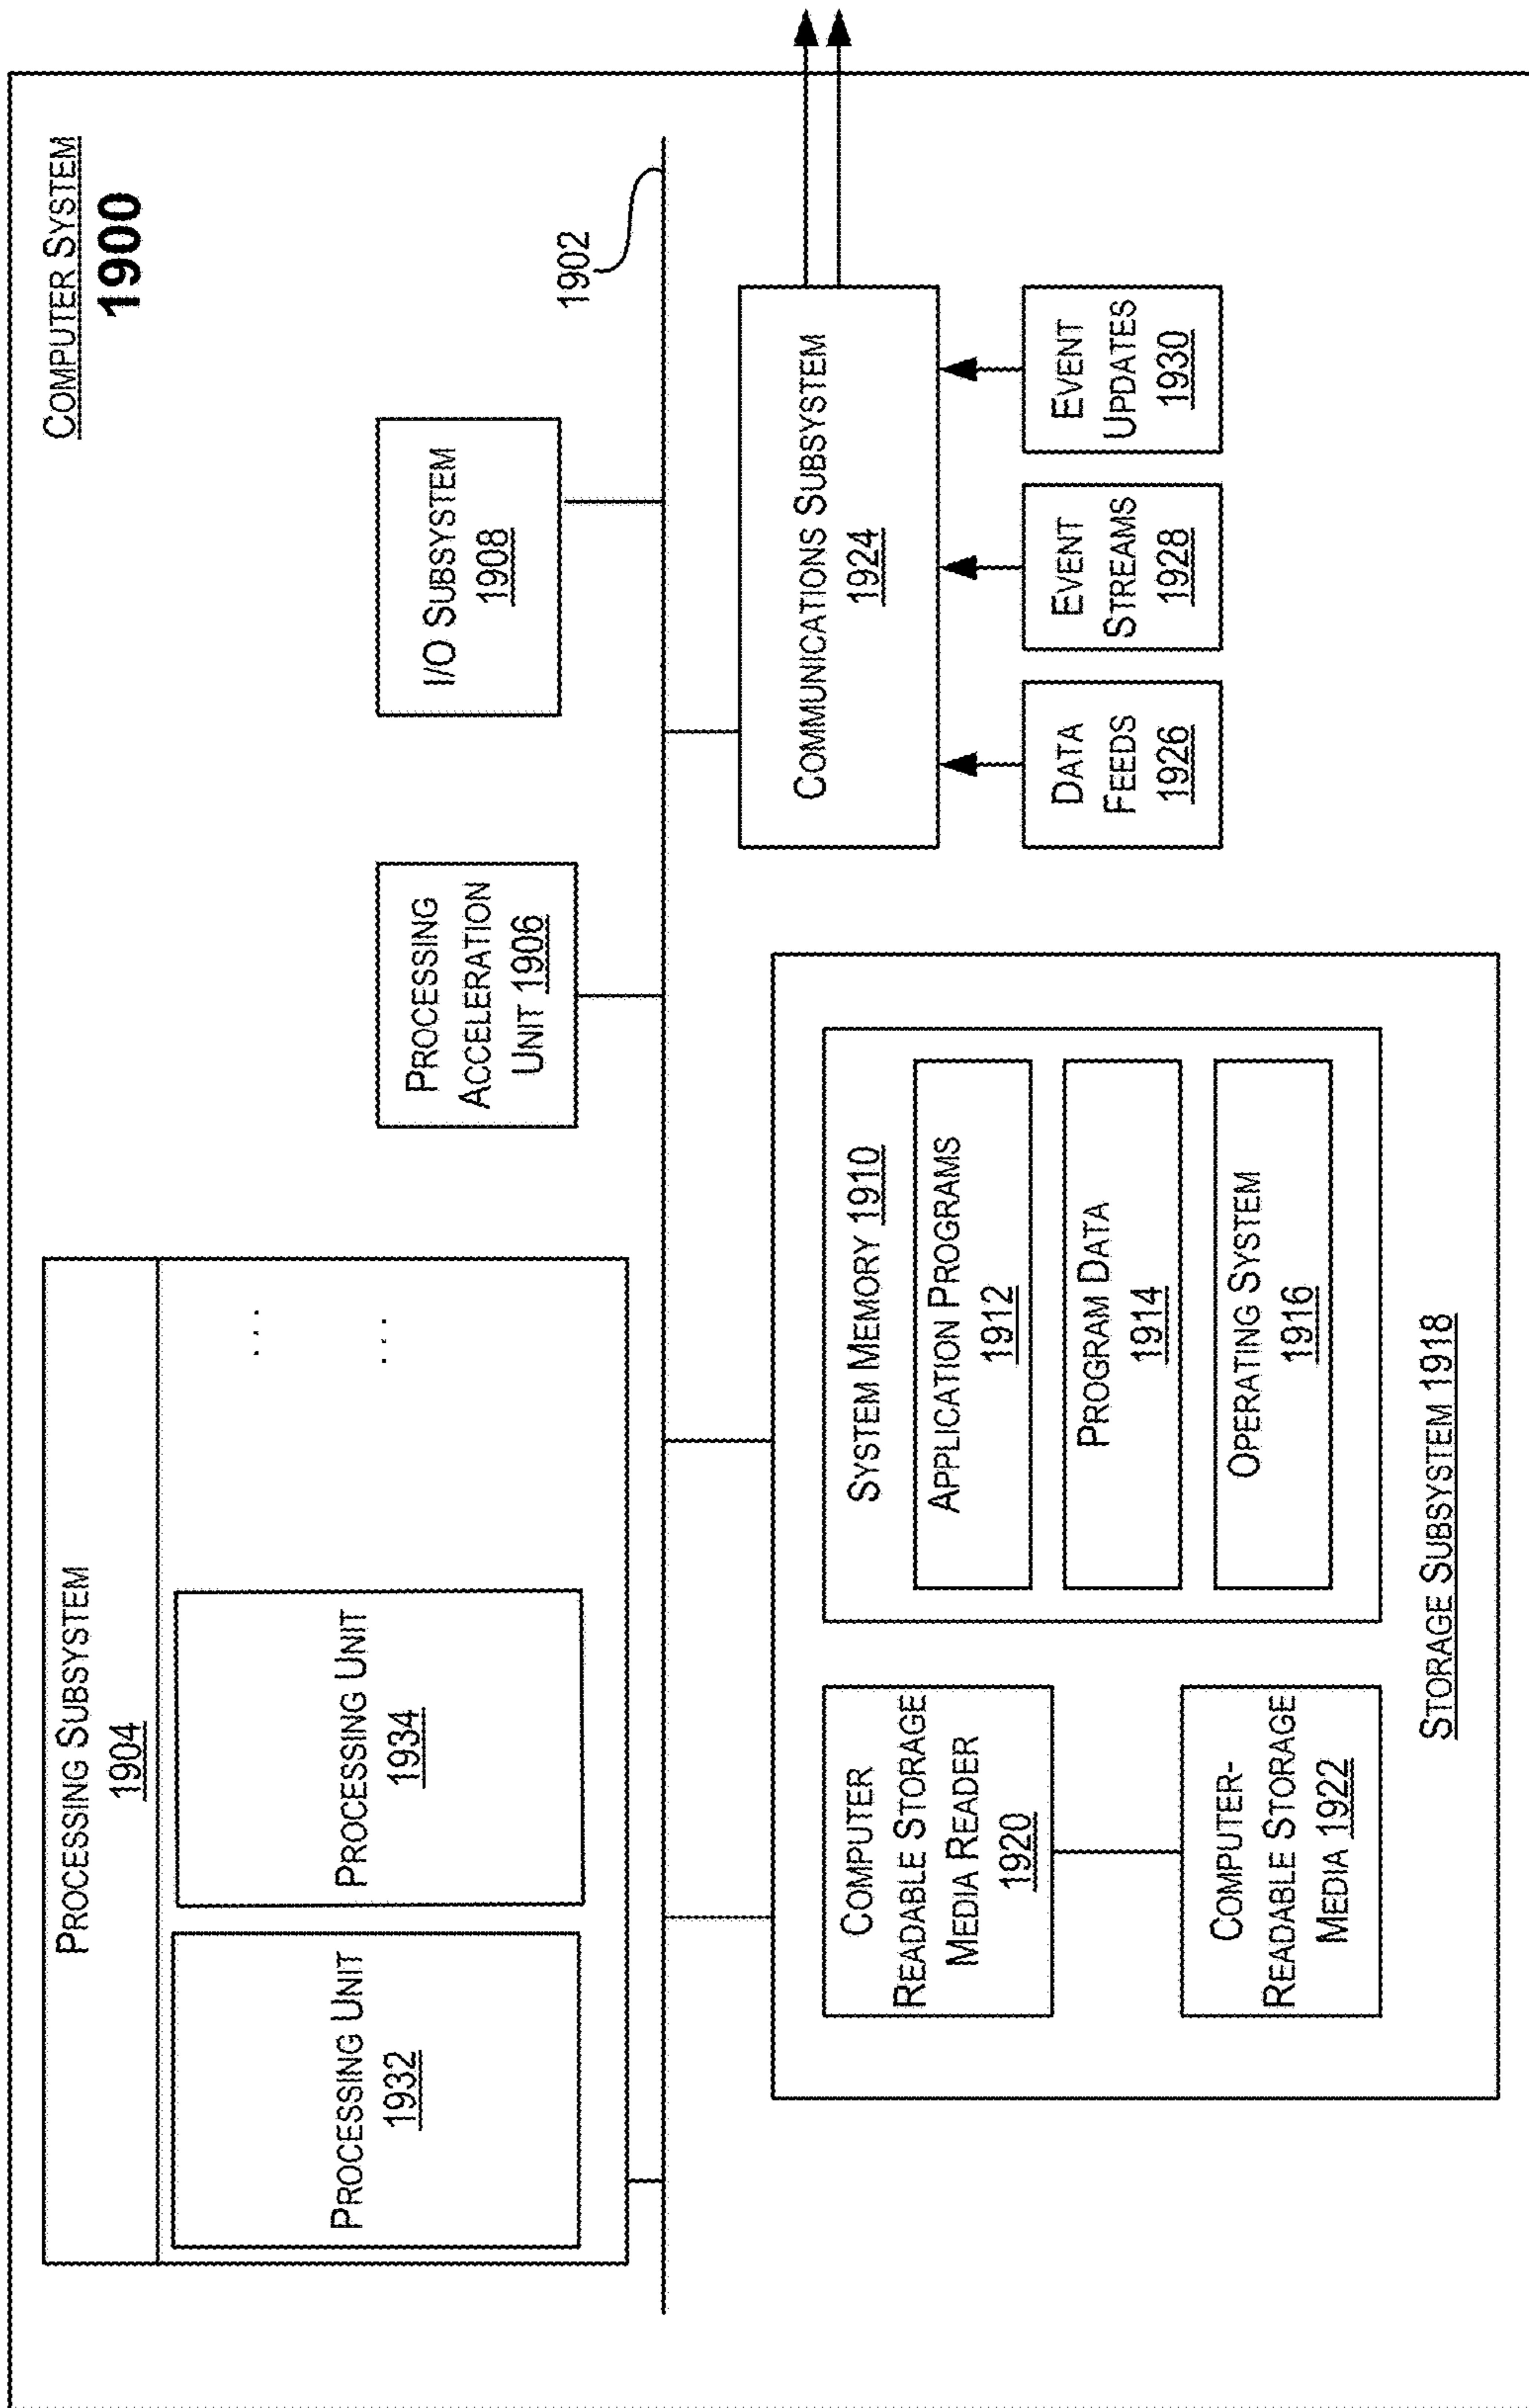 COMPUTER SYSTEM
1900
PROCESSING SUBSYSTEM
1904
PROCESSING UNIT
1932
PROCESSING UNIT
1934
...
...
PROCESSING
ACCELERATION
UNIT 1906
I/O SUBSYSTEM
1908
1902
COMPUTER
READABLE STORAGE
MEDIA READER
1920
COMPUTER-
READABLE STORAGE
MEDIA 1922
SYSTEM MEMORY 1910
APPLICATION PROGRAMS
1912
PROGRAM DATA
1914
OPERATING SYSTEM
1916
STORAGE SUBSYSTEM 1918
COMMUNICATIONS SUBSYSTEM
1924
DATA
FEEDS
1926
EVENT
STREAMS
1928
EVENT
UPDATES
1930